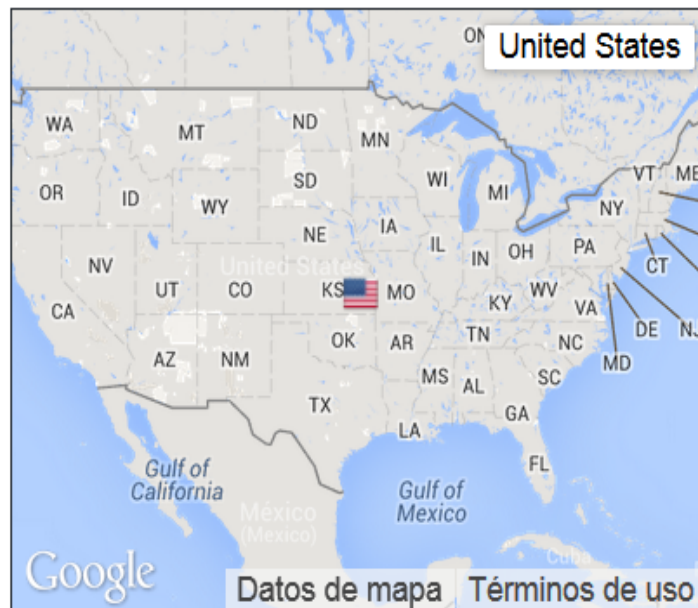 ON
United States
WA
MT
ND
MN
OR
ID
WY
SD
WI
MI
VT
ME
NY
NE
IA
IL
IN
OH
PA
CT
NV
UT
CO
United States
KS
MO
KY
WV
VA
NJ
DE
MD
CA
AZ
NM
OK
AR
TN
NC
TX
MS
AL
SC
GA
LA
FL
Gulf of
California
Gulf of
Mexico
México
(Mexico)
Cuba
Google
Datos de mapa
Términos de uso